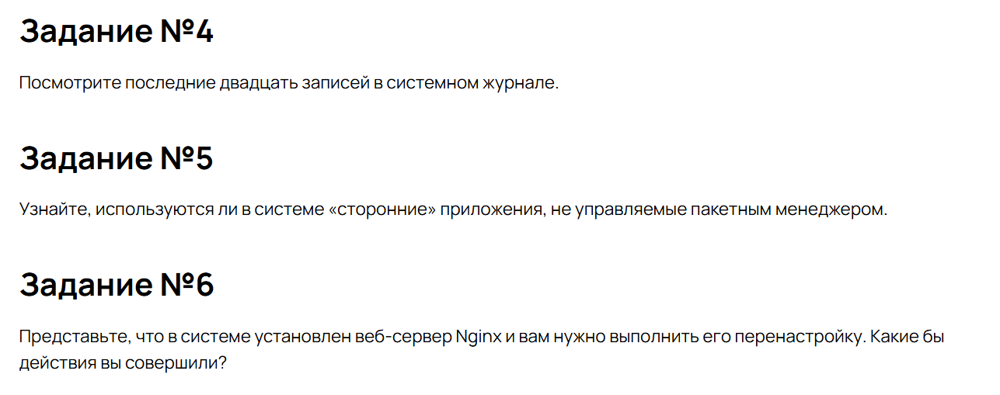 Задание №4
Посмотрите последние двадцать записей в системном журнале.
Задание №5
Узнайте, используются ли в системе «сторонние» приложения, не управляемые пакетным менеджером.
Задание №6
Представьте, что в системе установлен веб-сервер Nginx и вам нужно выполнить его перенастройку. Какие бы
действия вы совершили?